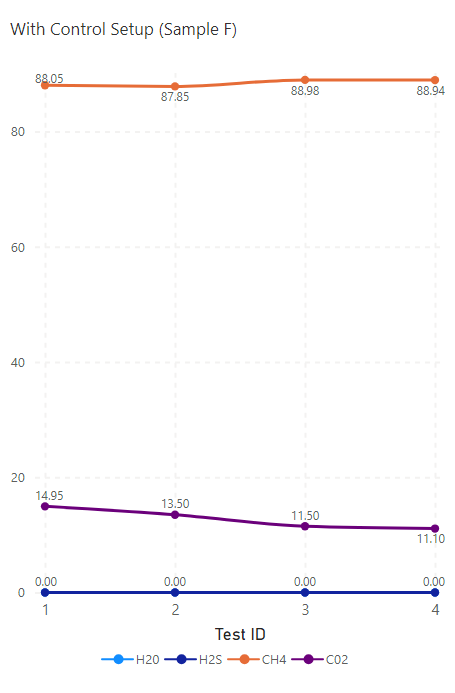 With Control Setup (Sample F)
88.05 87.85 88.98 88.94
80
60
40
20
14.95 13.50 11.50 11.10
0.00 0.00 0.00 0.00
0
1 2 3 4
Test ID
H20 H2S CH4 C02